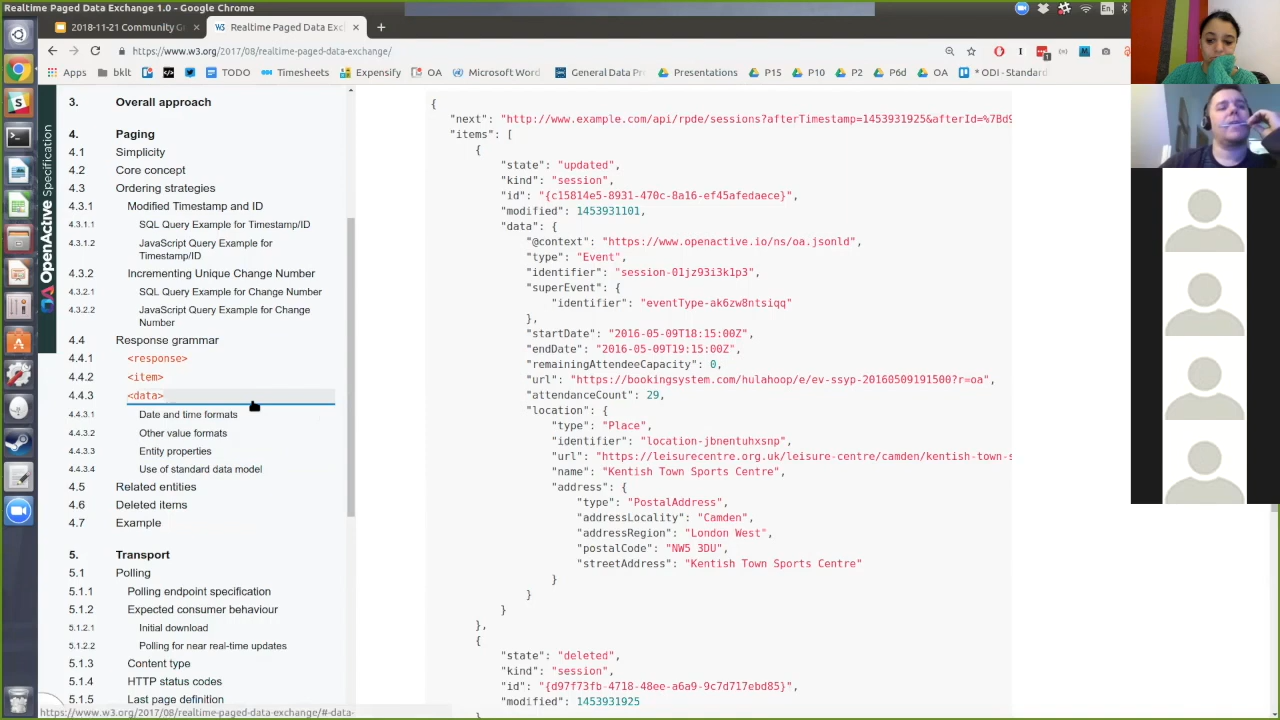 Realtime Paged Data Exchange 1.0 - Google Chrome
En,
2018-11-21 Community G
Realtime Paged Data Exc
https://www.w3.org/2017/08/realtime-paged-data-exchange/
Apps
bklt
TODO
Timesheets
Expensify
OA
Microsoft Word
General Data Pr
Presentations
P15
P10
P2
P6d
OA
* ODI - Standard
OpenActive Specification
3. Overall approach
4. Paging
4.1 Simplicity
4.2 Core concept
4.3 Ordering strategies
4.3.1 Modified Timestamp and ID
4.3.1.1 SQL Query Example for Timestamp/ID
4.3.1.2 JavaScript Query Example for
Timestamp/ID
4.3.2 Incrementing Unique Change Number
4.3.2.1 SQL Query Example for Change Number
4.3.2.2 JavaScript Query Example for Change
Number
4.4 Response grammar
4.4.1 <response>
4.4.2 <item>
4.4.3 <data>
4.4.3.1 Date and time formats
4.4.3.2 Other value formats
4.4.3.3 Entity properties
4.4.3.4 Use of standard data model
4.5 Related entities
4.6 Deleted items
4.7 Example
5. Transport
5.1 Polling
5.1.1 Polling endpoint specification
5.1.2 Expected consumer behaviour
5.1.2.1 Initial download
5.1.2.2 Polling for near real-time updates
5.1.3 Content type
5.1.4 HTTP status codes
5.1.5 Last page definition
https://www.w3.org/2017/08/realtime-paged-data-exchange/#-data-
{
"next": "http://www.example.com/api/rpde/sessions?afterTimestamp=1453931925&afterId=%7Bd9
"items": [
{
"state": "updated",
"kind": "session",
"id": "{c15814e5-8931-470c-8a16-ef45afedaece}",
"modified": 1453931101,
"data": {
"@context": "https://www.openactive.io/ns/oa.jsonld",
"type": "Event",
"identifier": "session-01jz93i3k1p3",
"superEvent": {
"identifier": "eventType-ak6zw8ntsiqq"
},
"startDate": "2016-05-09T18:15:00Z",
"endDate": "2016-05-09T19:15:00Z",
"remainingAttendeeCapacity": 0,
"url": "https://bookingsystem.com/hulahoop/e/ev-ssyp-20160509191500?r=oa",
"attendanceCount": 29,
"location": {
"type": "Place",
"identifier": "location-jbnentuhxsnp",
"url": "https://leisurecentre.org.uk/leisure-centre/camden/kentish-town-s
"name": "Kentish Town Sports Centre",
"address": {
"type": "PostalAddress",
"addressLocality": "Camden",
"addressRegion": "London West",
"postalCode": "NW5 3DU",
"streetAddress": "Kentish Town Sports Centre"
}
}
}
},
{
"state": "deleted",
"kind": "session",
"id": "{d97f73fb-4718-48ee-a6a9-9c7d717ebd85}",
"modified": 1453931925
}